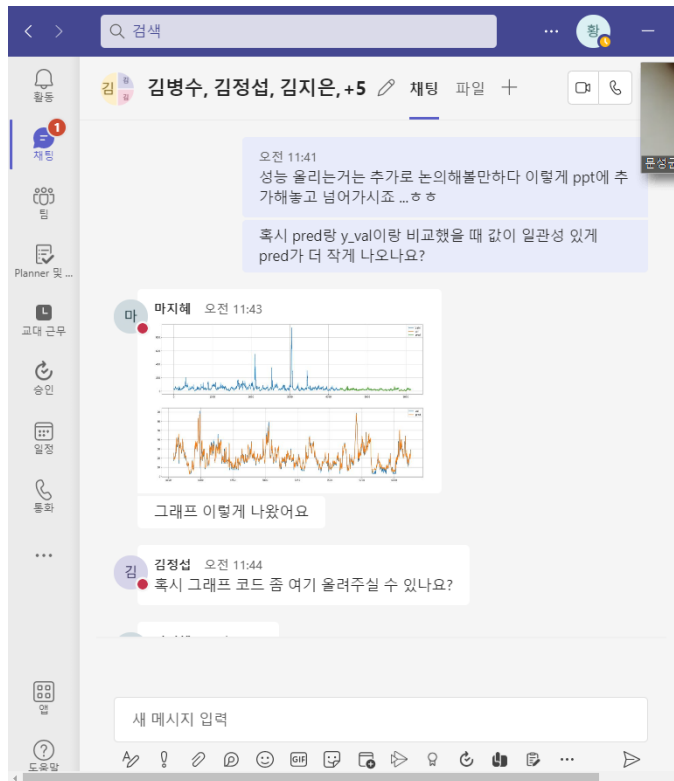 검색
황
활동
1
채팅
팀
Planner 및 ...
교대 근무
승인
일정
통화
앱
도움말
김
김병수, 김정섭, 김지은, +5
채팅
파일
문성균
오전 11:41
성능 올리는거는 추가로 논의해볼만하다 이렇게 ppt에 추
가해놓고 넘어가시죠 ...ㅎㅎ
혹시 pred랑 y_val이랑 비교했을 때 값이 일관성 있게
pred가 더 작게 나오나요?
마
마지혜 오전 11:43
그래프 이렇게 나왔어요
김
김정섭 오전 11:44
혹시 그래프 코드 좀 여기 올려주실 수 있나요?
새 메시지 입력
GIF